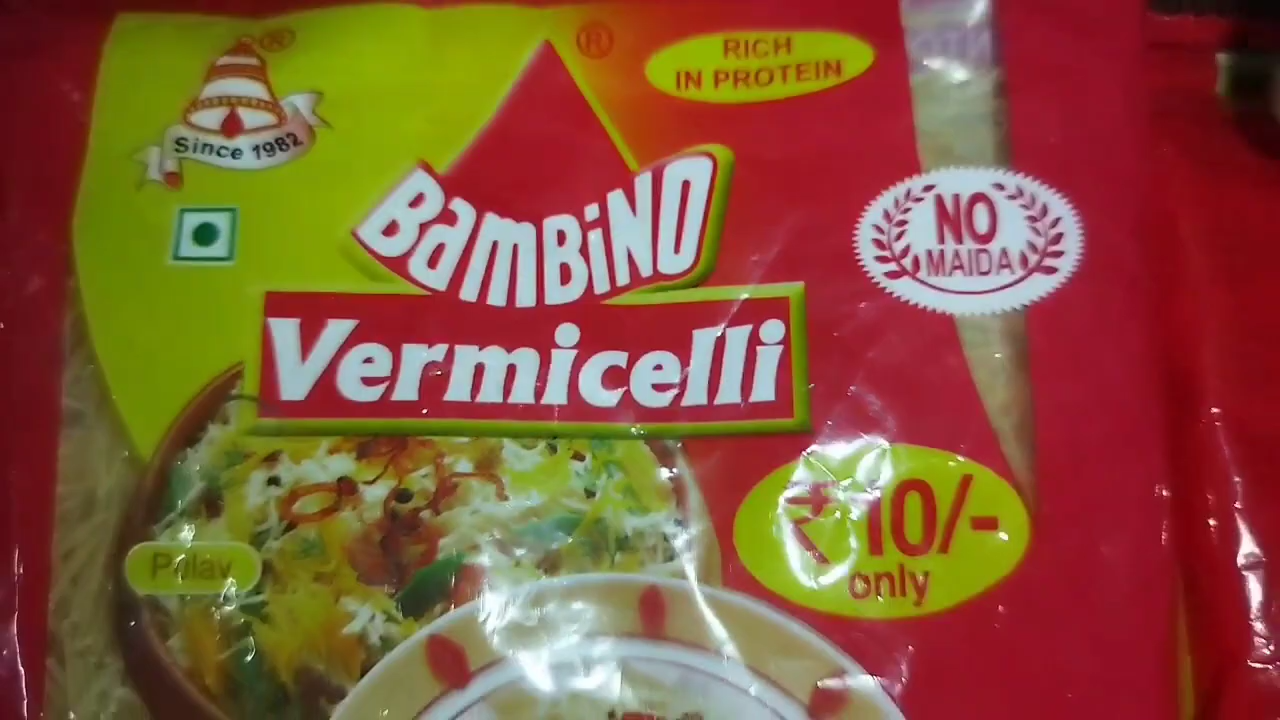 ®
Since 1982
®
RICH
IN PROTEIN
BAMBINO
Vermicelli
NO
MAIDA
₹ 10/-
only
Pulav